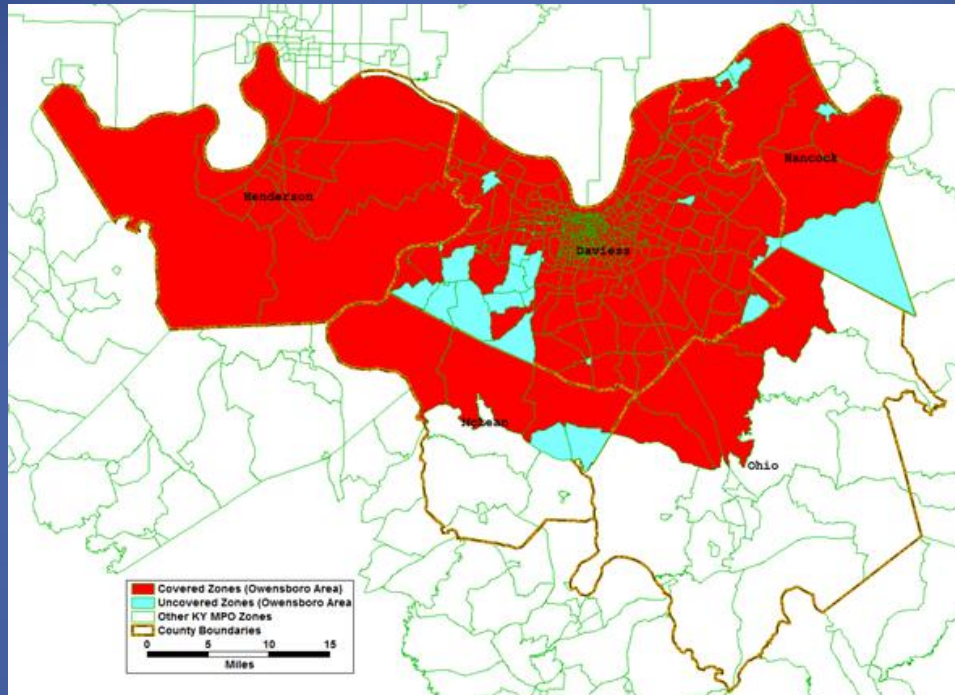 Hancock
Henderson
Daviess
McLean
Ohio
Covered Zones (Owensboro Area)
Uncovered Zones (Owensboro Area
Other KY MPO Zones
County Boundaries
0 5 10 15
Miles